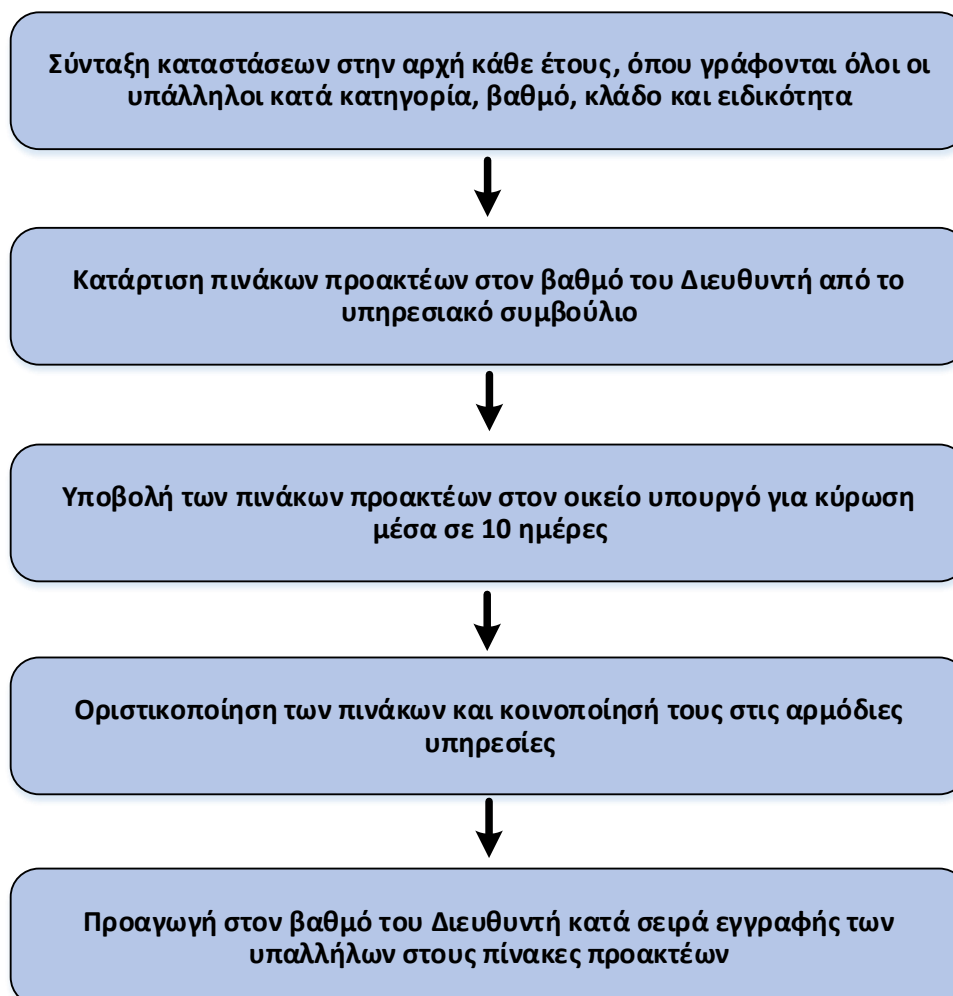 Σύνταξη καταστάσεων στην αρχή κάθε έτους, όπου γράφονται όλοι οι
υπάλληλοι κατά κατηγορία, βαθμό, κλάδο και ειδικότητα
Κατάρτιση πινάκων προακτέων στον βαθμό του Διευθυντή από το
υπηρεσιακό συμβούλιο
Υποβολή των πινάκων προακτέων στον οικείο υπουργό για κύρωση
μέσα σε 10 ημέρες
Οριστικοποίηση των πινάκων και κοινοποίησή τους στις αρμόδιες
υπηρεσίες
Προαγωγή στον βαθμό του Διευθυντή κατά σειρά εγγραφής των
υπαλλήλων στους πίνακες προακτέων